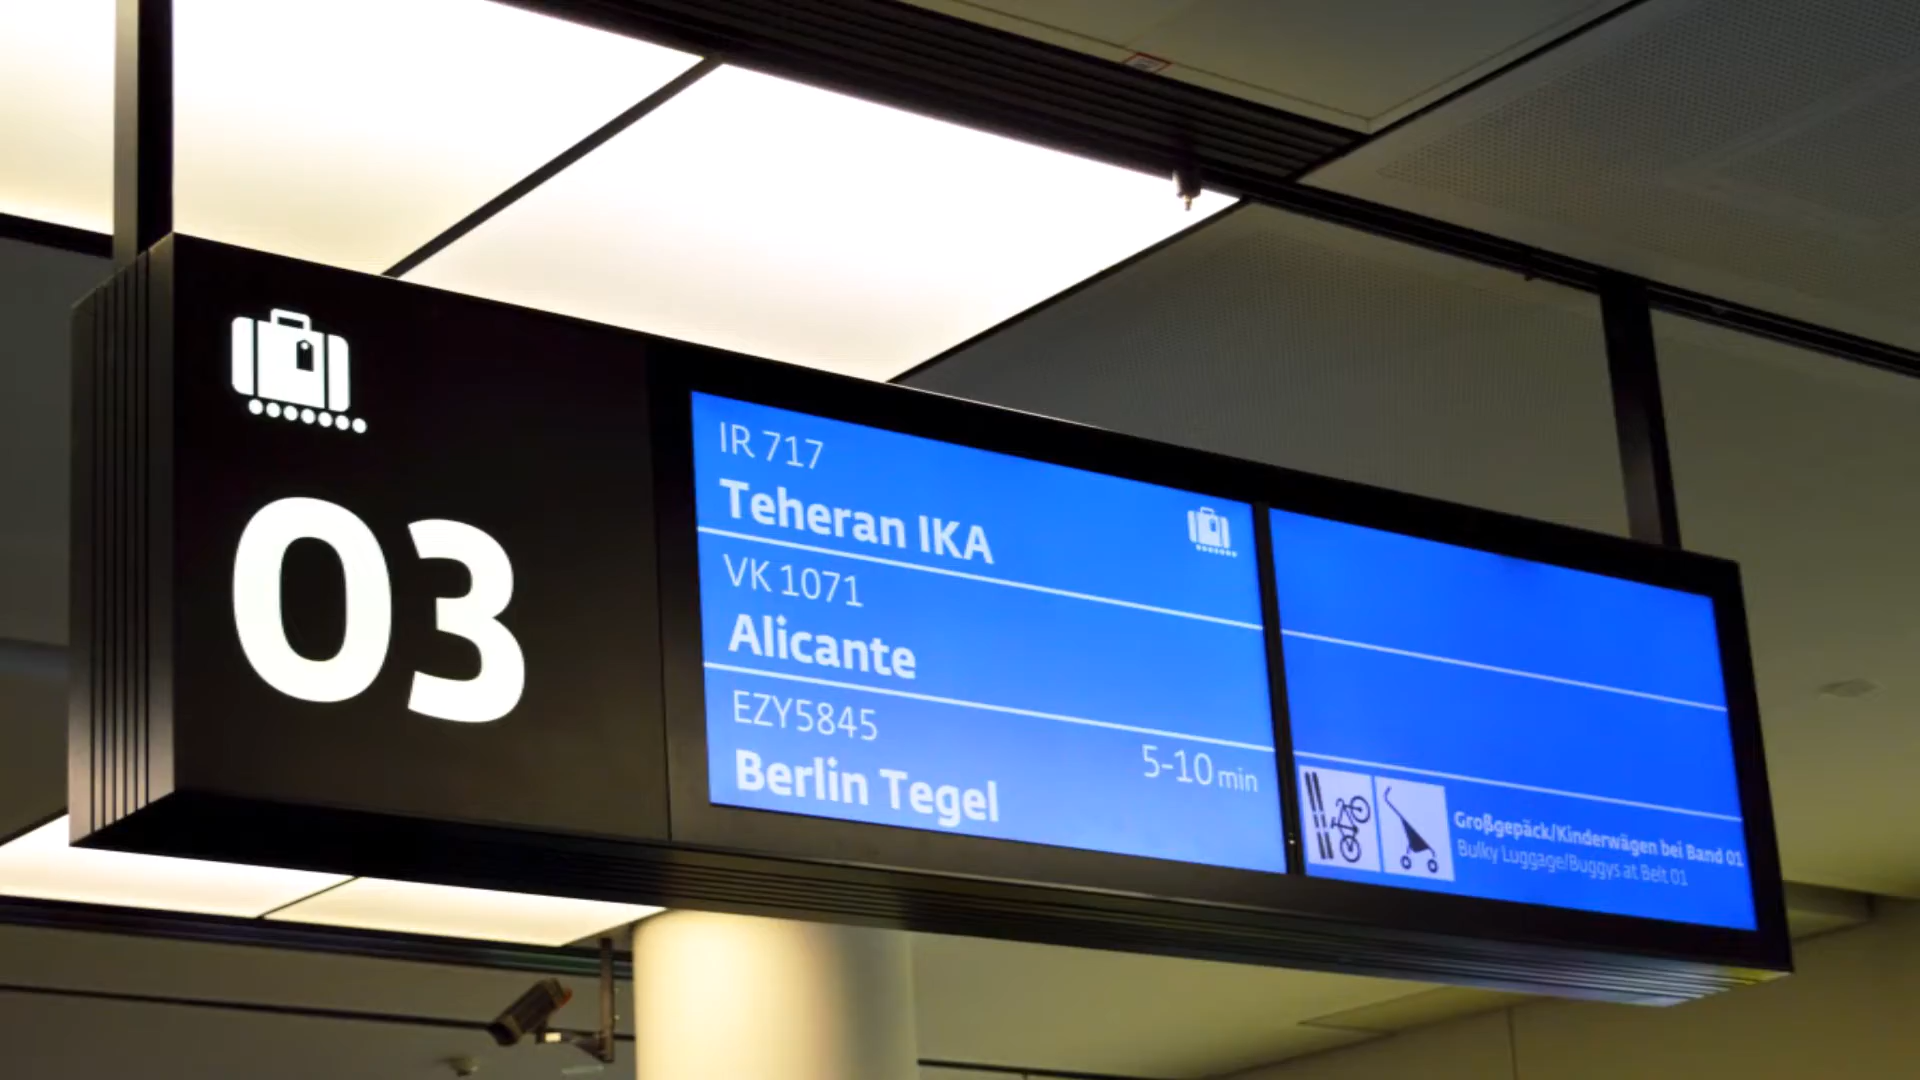 03
IR 717
Teheran IKA
VK 1071
Alicante
EZY5845
5-10 min
Berlin Tegel
Großgepäck/Kinderwägen bei Band 01
Bulky Luggage/Buggys at Belt 01